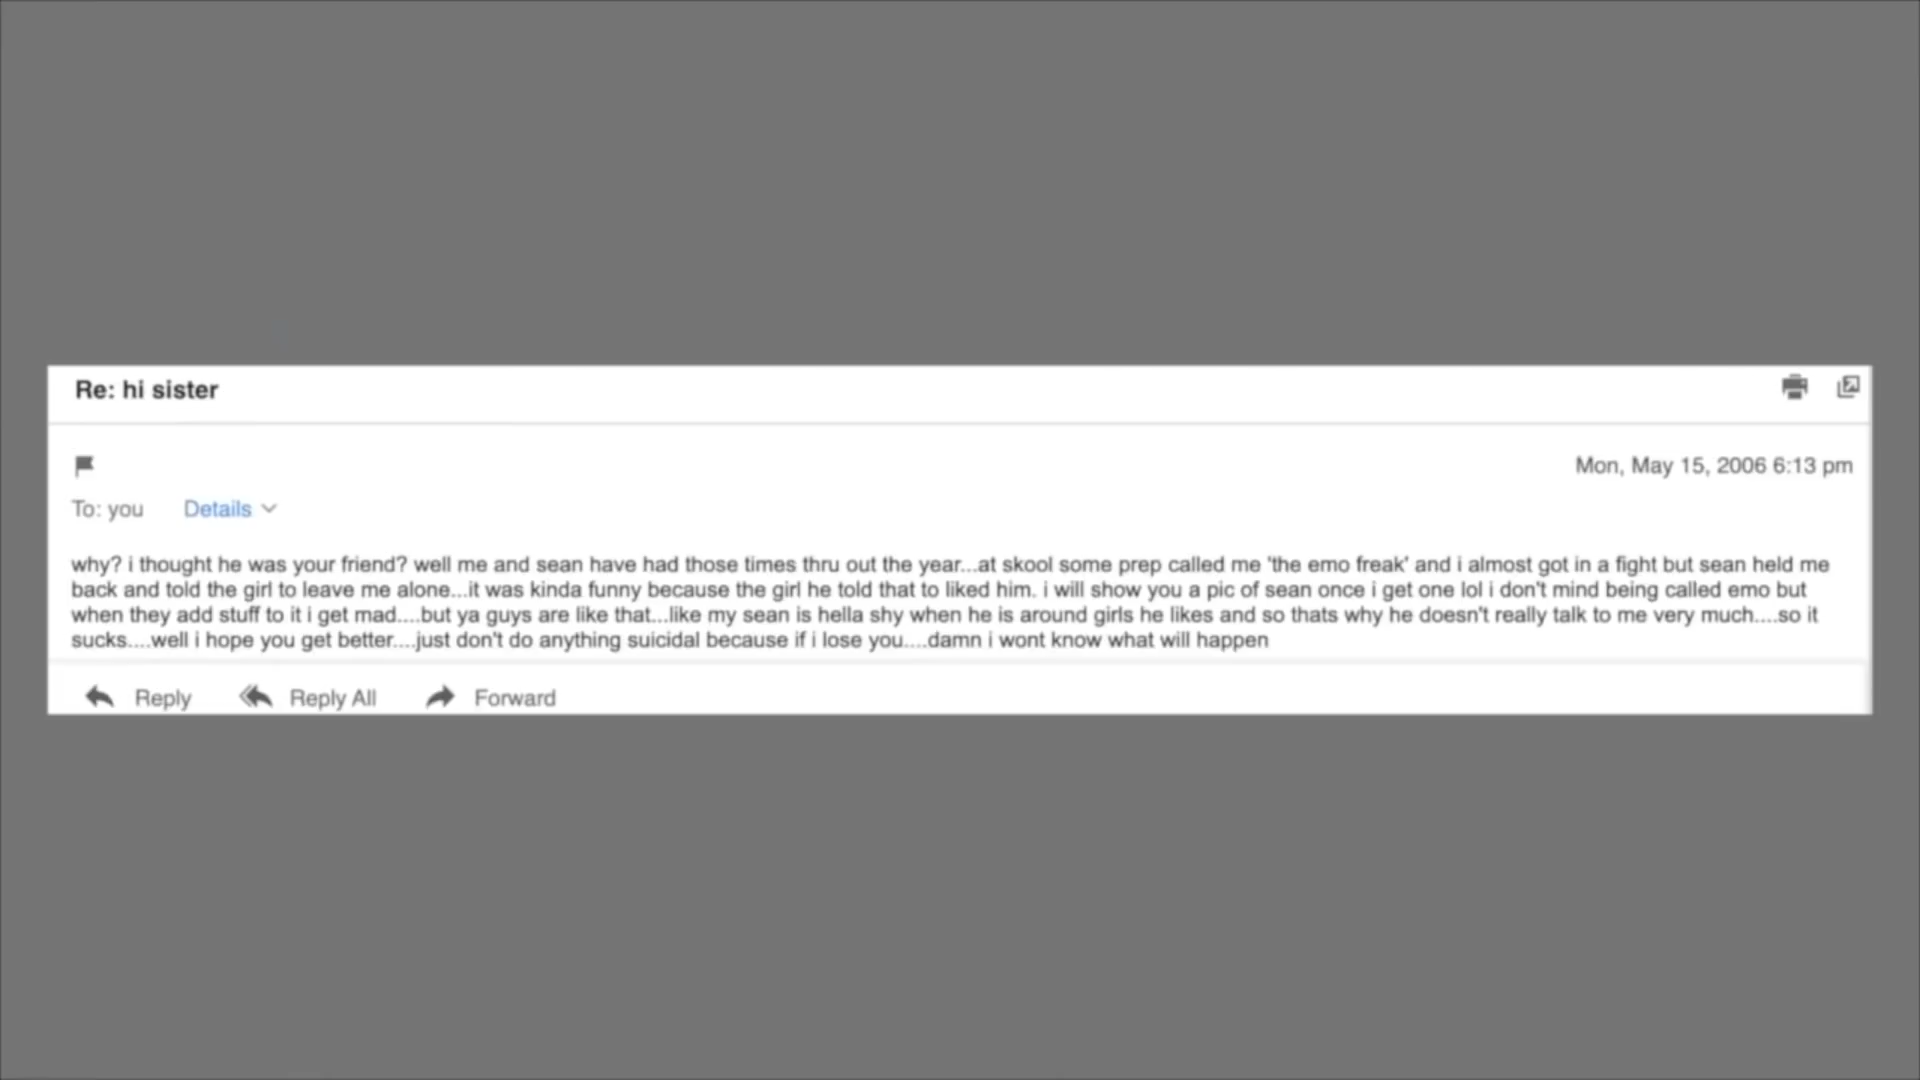 Re: hi sister
Mon, May 15, 2006 6:13 pm
To: you Details
why? i thought he was your friend? well me and sean have had those times thru out the year...at skool some prep called me 'the emo freak' and i almost got in a fight but sean held me
back and told the girl to leave me alone...it was kinda funny because the girl he told that to liked him. i will show you a pic of sean once i get one lol i don't mind being called emo but
when they add stuff to it i get mad....but ya guys are like that...like my sean is hella shy when he is around girls he likes and so thats why he doesn't really talk to me very much....so it
sucks....well i hope you get better....just don't do anything suicidal because if i lose you....damn i wont know what will happen
Reply Reply All Forward